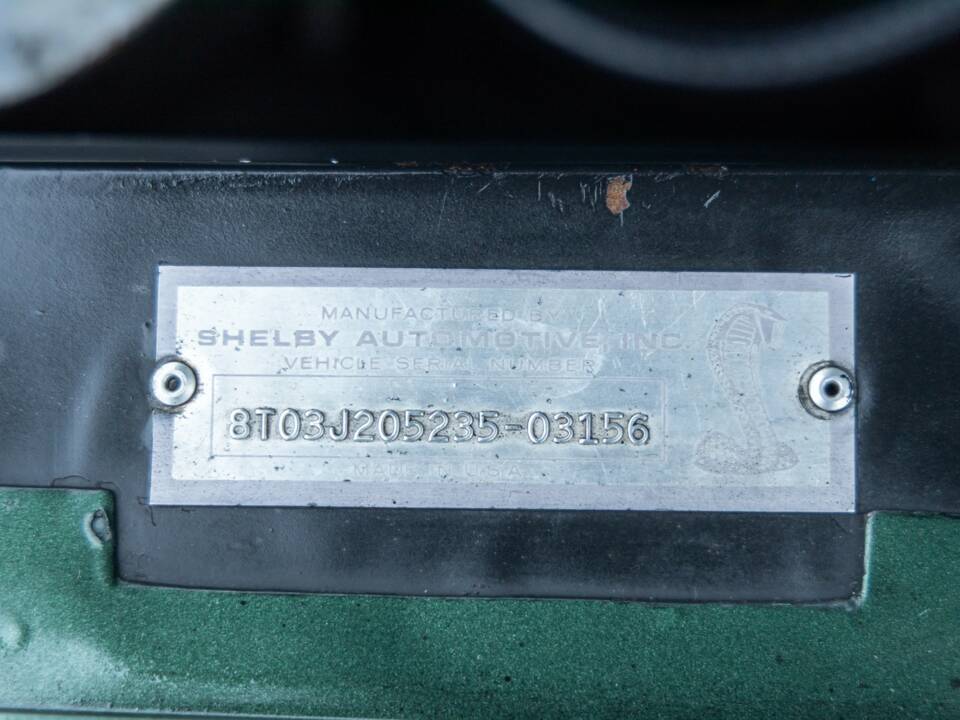 MANUFACTURED BY
SHELBY AUTOMOTIVE INC.
VEHICLE SERIAL NUMBER
8T03J205235-03156
MADE IN U.S.A.